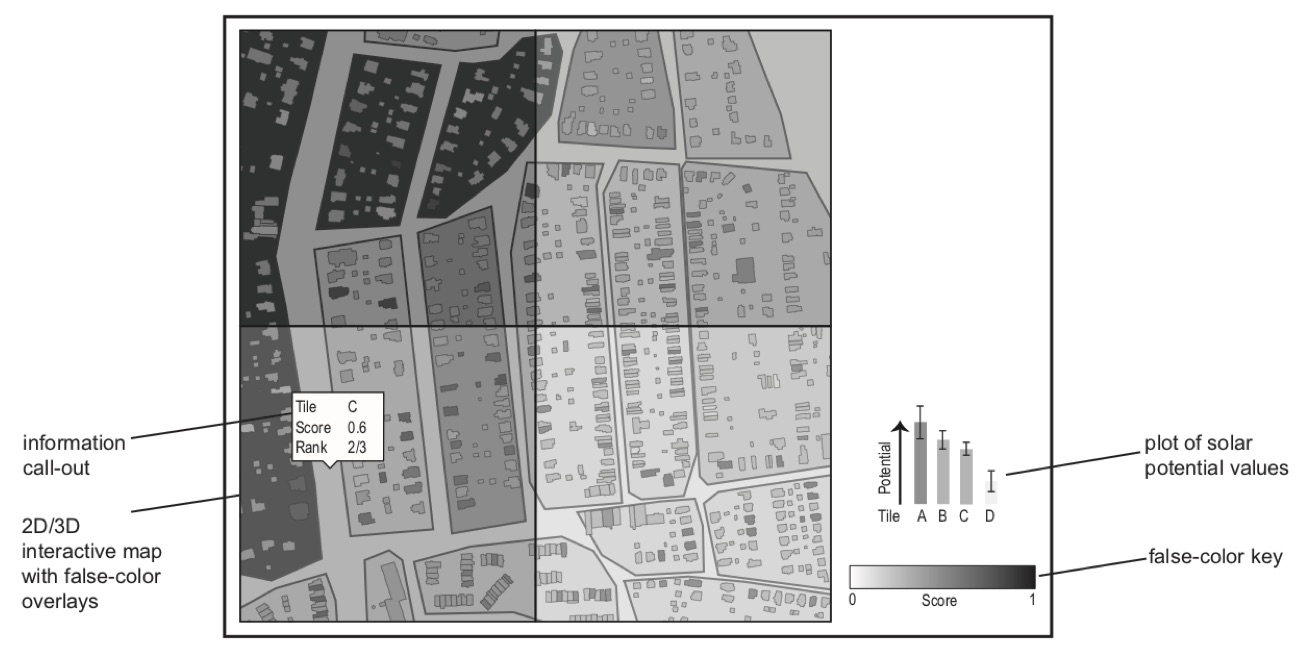 Tile C
Score 0.6
Rank 2/3
information
call-out
2D/3D
interactive map
with false-color
overlays
Potential
Tile A B C D
plot of solar
potential values
false-color key
0 Score 1